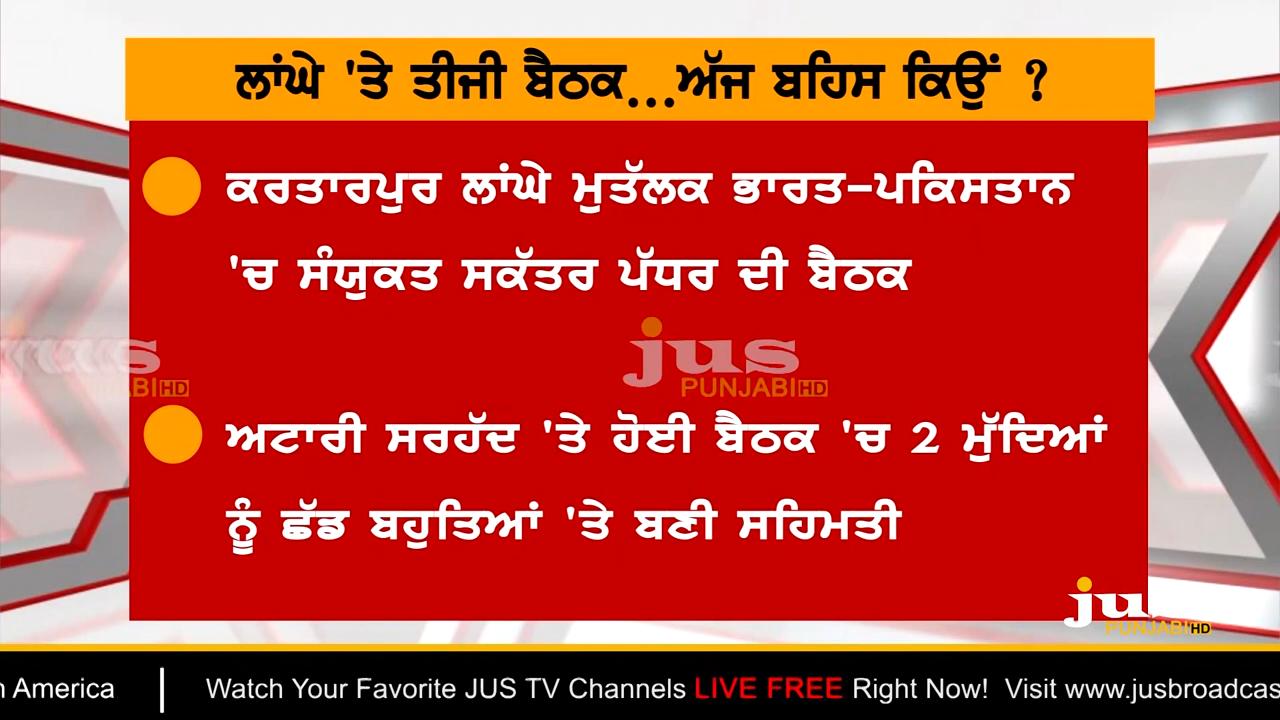 ਲਾਂਘੇ 'ਤੇ ਤੀਜੀ ਬੈਠਕ...ਅੱਜ ਬਹਿਸ ਕਿਉਂ ?
ਕਰਤਾਰਪੁਰ ਲਾਂਘੇ ਮੁਤੱਲਕ ਭਾਰਤ-ਪਕਿਸਤਾਨ
'ਚ ਸੰਯੁਕਤ ਸਕੱਤਰ ਪੱਧਰ ਦੀ ਬੈਠਕ
jus
PUNJABI HD
ਅਟਾਰੀ ਸਰਹੱਦ 'ਤੇ ਹੋਈ ਬੈਠਕ 'ਚ 2 ਮੁੱਦਿਆਂ
ਨੂੰ ਛੱਡ ਬਹੁਤਿਆਂ 'ਤੇ ਬਣੀ ਸਹਿਮਤੀ
jus
PUNJABI HD
America | Watch Your Favorite JUS TV Channels LIVE FREE Right Now! Visit www.jusbroadcas